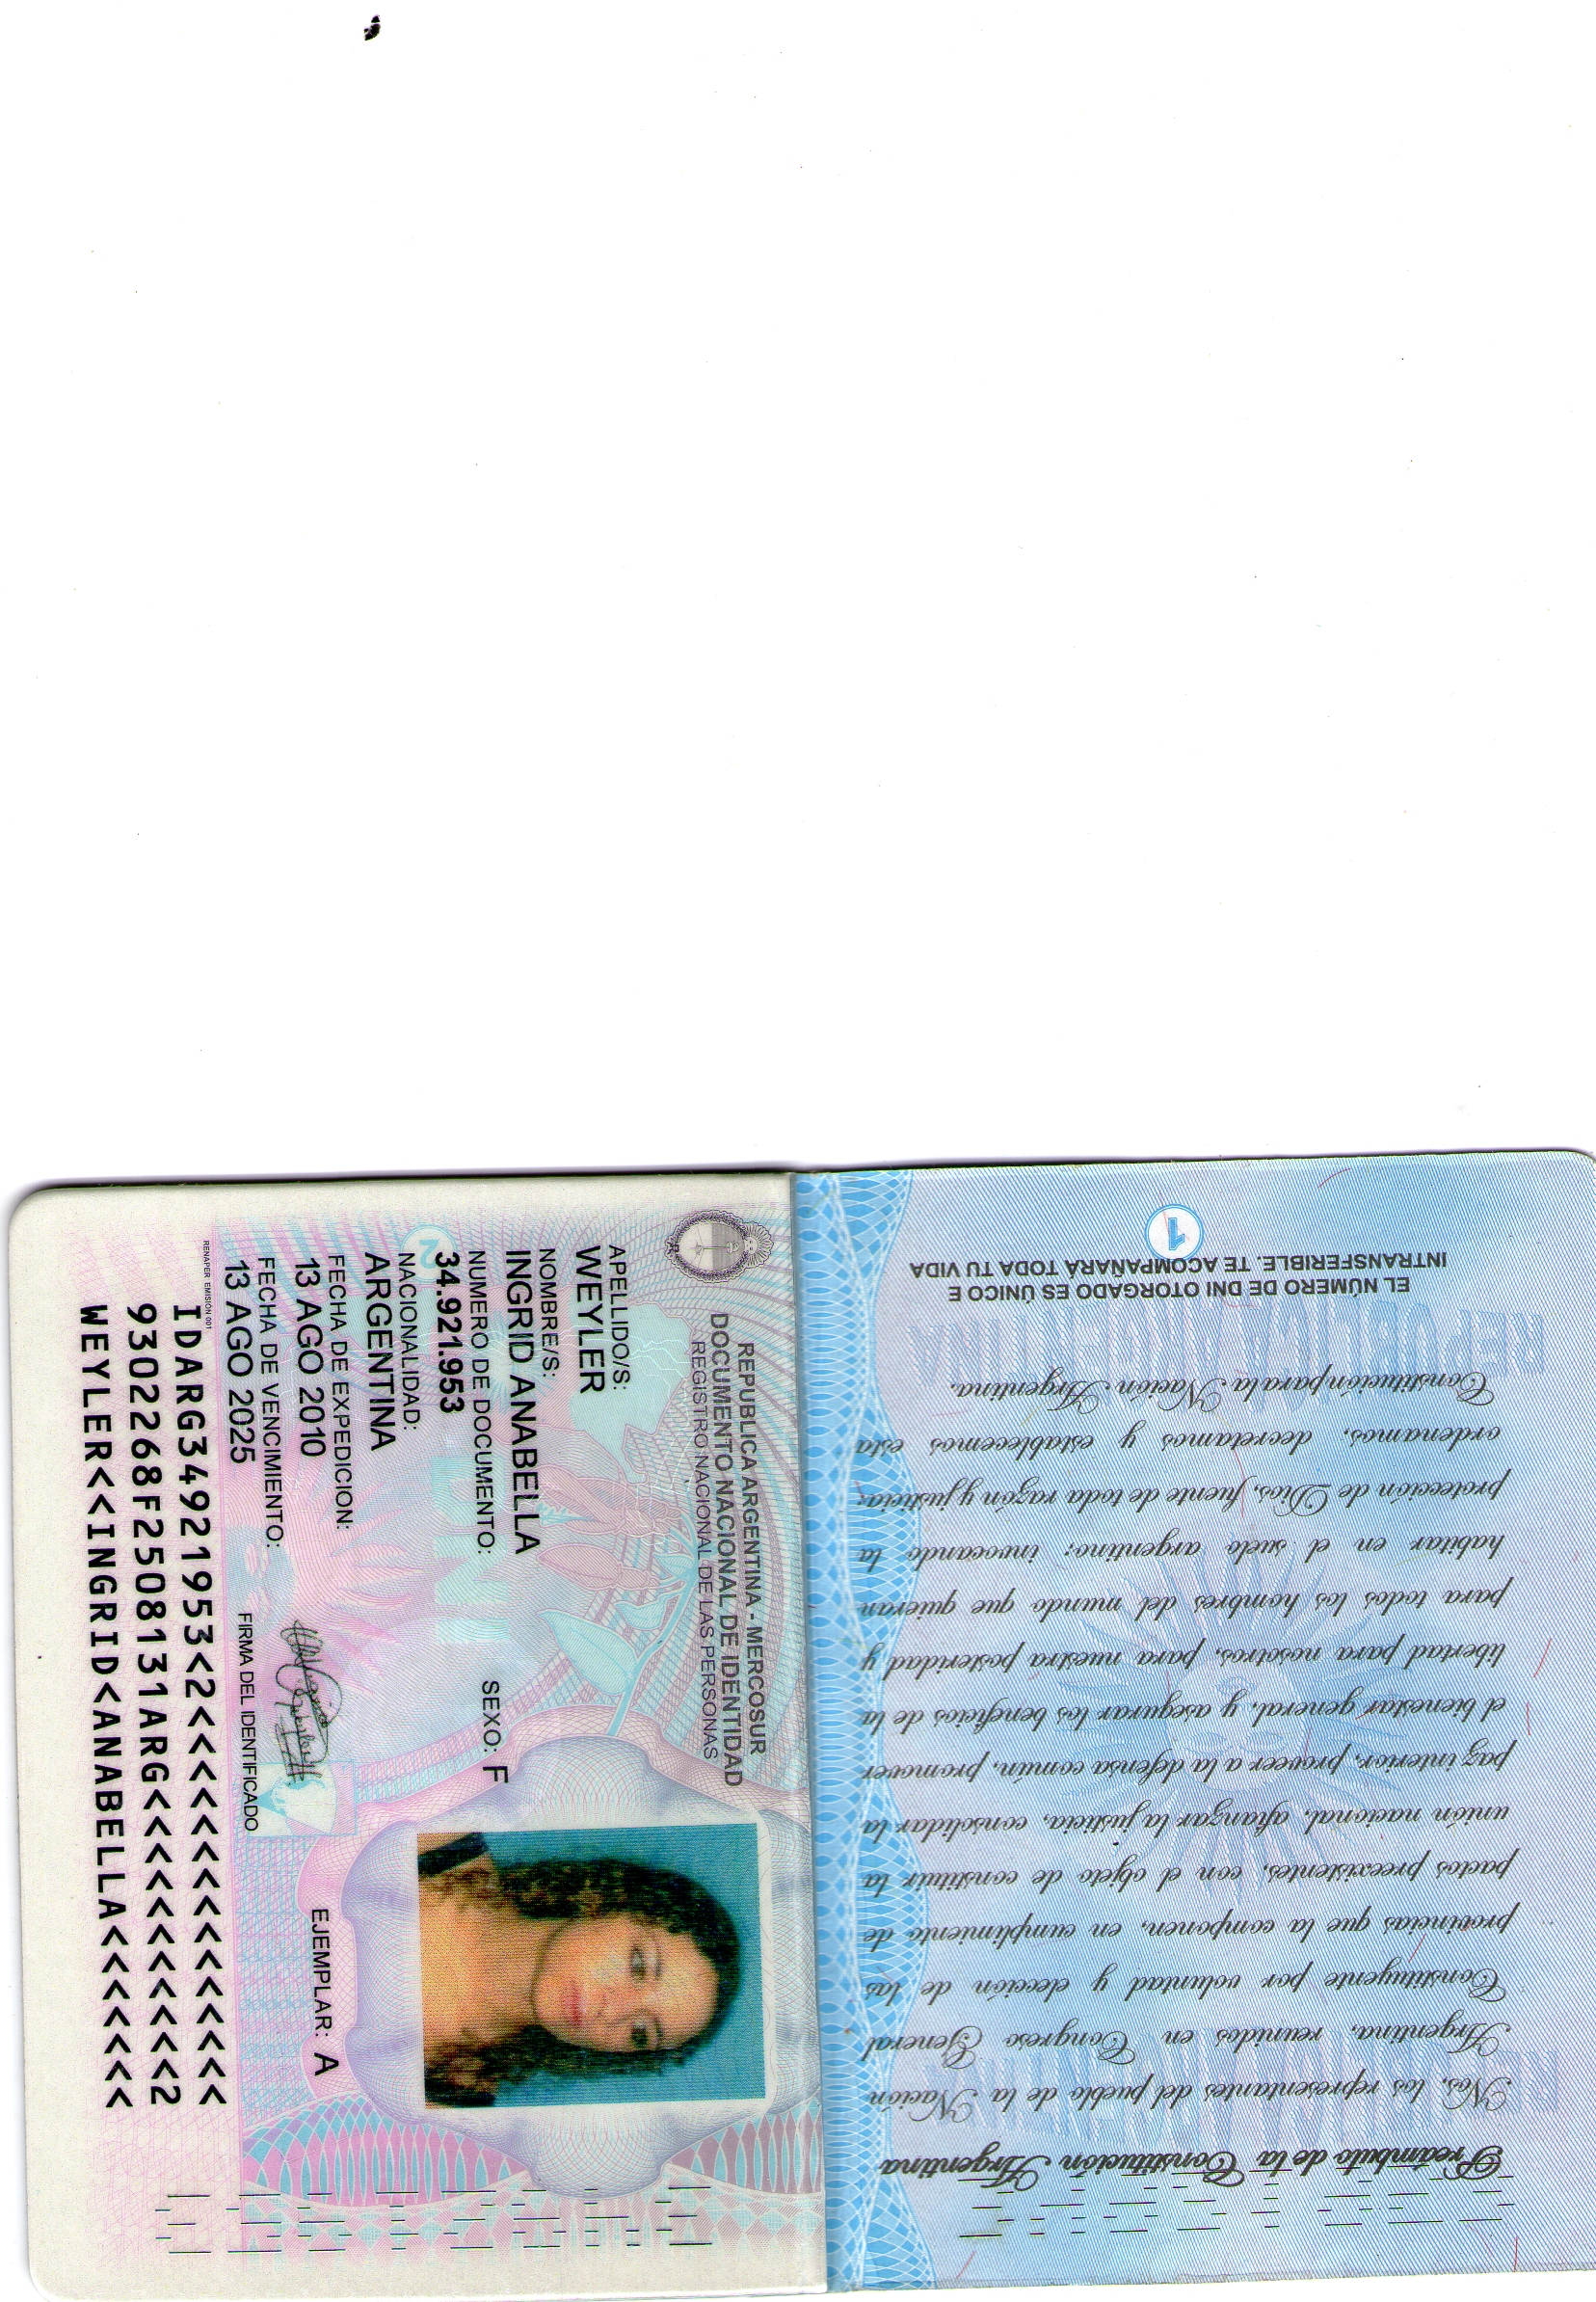 REPUBLICA ARGENTINA - MERCOSUR
DOCUMENTO NACIONAL DE IDENTIDAD
REGISTRO NACIONAL DE LAS PERSONAS
APELLIDO/S:
WEYLER
NOMBRE/S:
INGRID ANABELLA
NUMERO DE DOCUMENTO:
34.921.953
SEXO: F
NACIONALIDAD:
ARGENTINA
2
FECHA DE EXPEDICION:
13 AGO 2010
EJEMPLAR: A
FECHA DE VENCIMIENTO:
13 AGO 2025
FIRMA DEL IDENTIFICADO
RENAPER EMISIÓN 001
IDARG34921953<2<<<<<<<<<<<<<<<
9302268F2508131ARG<<<<<<<<<<<2
WEYLER<<INGRID<ANABELLA<<<<<<<
Preámbulo de la Constitución Argentina
Nos, los representantes del pueblo de la Nación
Argentina, reunidos en Congreso General
Constituyente por voluntad y elección de las
provincias que la componen, en cumplimiento de
pactos preexistentes, con el objeto de constituir la
unión nacional, afianzar la justicia, consolidar la
paz interior, proveer a la defensa común, promover
el bienestar general, y asegurar los beneficios de la
libertad para nosotros, para nuestra posteridad y
para todos los hombres del mundo que quieran
habitar en el suelo argentino; invocando la
protección de Dios, fuente de toda razón y justicia:
ordenamos, decretamos y establecemos esta
Constitución para la Nación Argentina.
EL NÚMERO DE DNI OTORGADO ES ÚNICO E
INTRANSFERIBLE. TE ACOMPAÑARÁ TODA TU VIDA
1